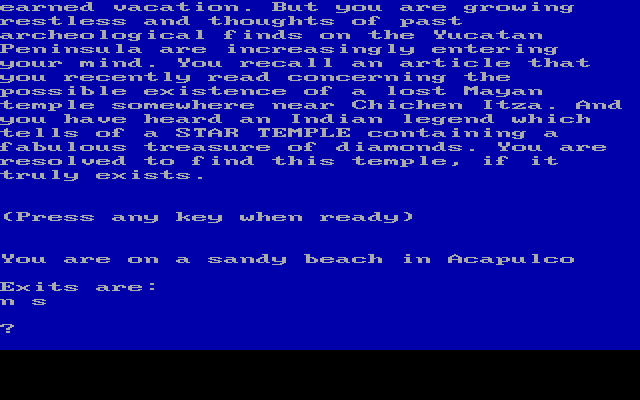 earned vacation. But you are growing
restless and thoughts of past
archeological finds on the Yucatan
Peninsula are increasingly entering
your mind. You recall an article that
you recently read concerning the
possible existence of a lost Mayan
temple somewhere near Chichen Itza. And
you have heard an Indian legend which
tells of a STAR TEMPLE containing a
fabulous treasure of diamonds. You are
resolved to find this temple, if it
truly exists.
(Press any key when ready)
You are on a sandy beach in Acapulco
Exits are:
n s
?